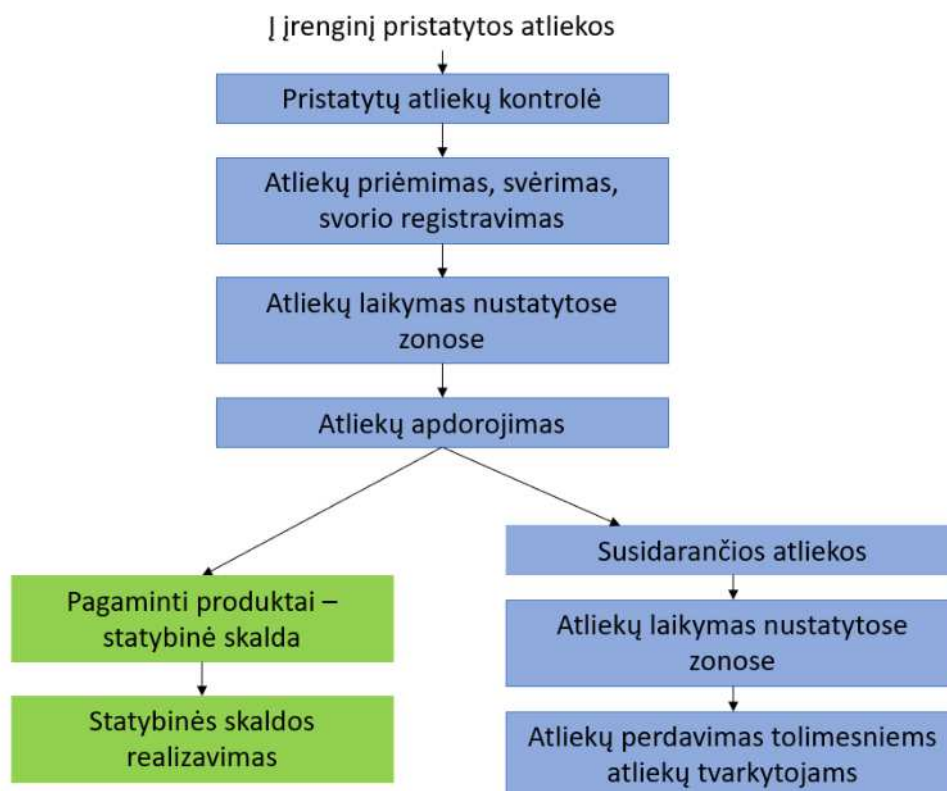 Į įrenginį pristatytos atliekos
Pristatytų atliekų kontrolė
Atliekų priėmimas, svėrimas,
svorio registravimas
Atliekų laikymas nustatytose
zonose
Atliekų apdorojimas
Pagaminti produktai –
statybinė skalda
Statybinės skaldos
realizavimas
Susidarančios atliekos
Atliekų laikymas nustatytose
zonose
Atliekų perdavimas tolimesniems
atliekų tvarkytojams